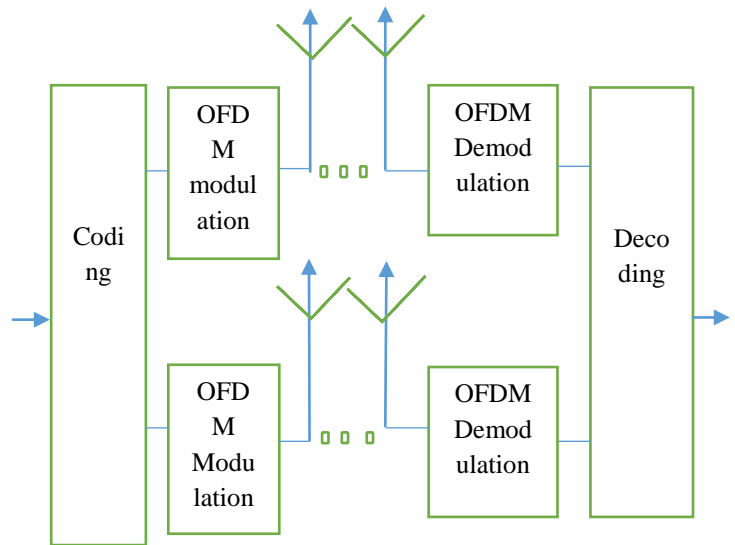 Codi
ng
OFD
M
modul
ation
OFD
M
Modu
lation
OFDM
Demod
ulation
OFDM
Demod
ulation
Deco
ding